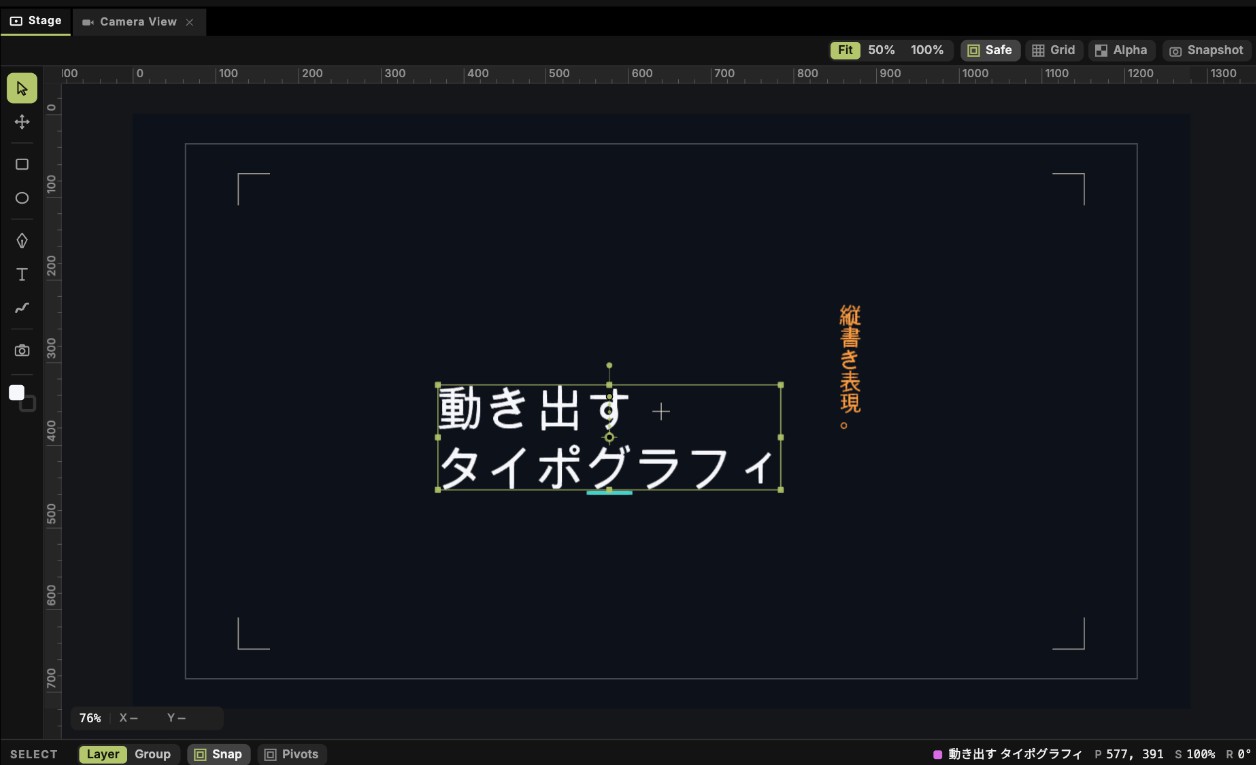 Stage
Camera View
Fit 50% 100% Safe Grid Alpha Snapshot
00 0 100 200 300 400 500 600 700 800 900 1000 1100 1200 1300
0
100
200
300
400
500
600
700
縦書き表現。
動き出す
タイポグラフィ
76% X – Y –
SELECT Layer Group Snap Pivots
動き出す タイポグラフィ P 577, 391 S 100% R 0°